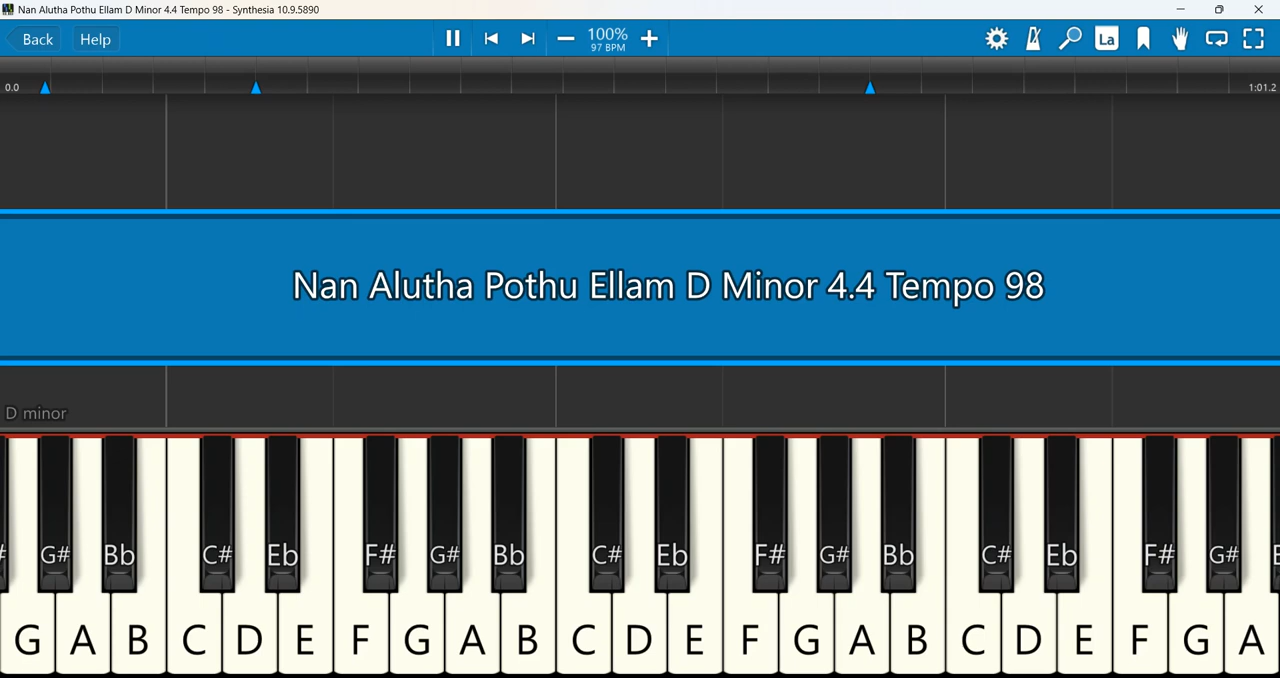 Nan Alutha Pothu Ellam D Minor 4.4 Tempo 98 - Synthesia 10.9.5890
Back Help 100% La
97 BPM
0.0 1:01.2
Nan Alutha Pothu Ellam D Minor 4.4 Tempo 98
D minor
# G# Bb C# Eb F# G# Bb C# Eb F# G# Bb C# Eb F# G#
G A B C D E F G A B C D E F G A B C D E F G A